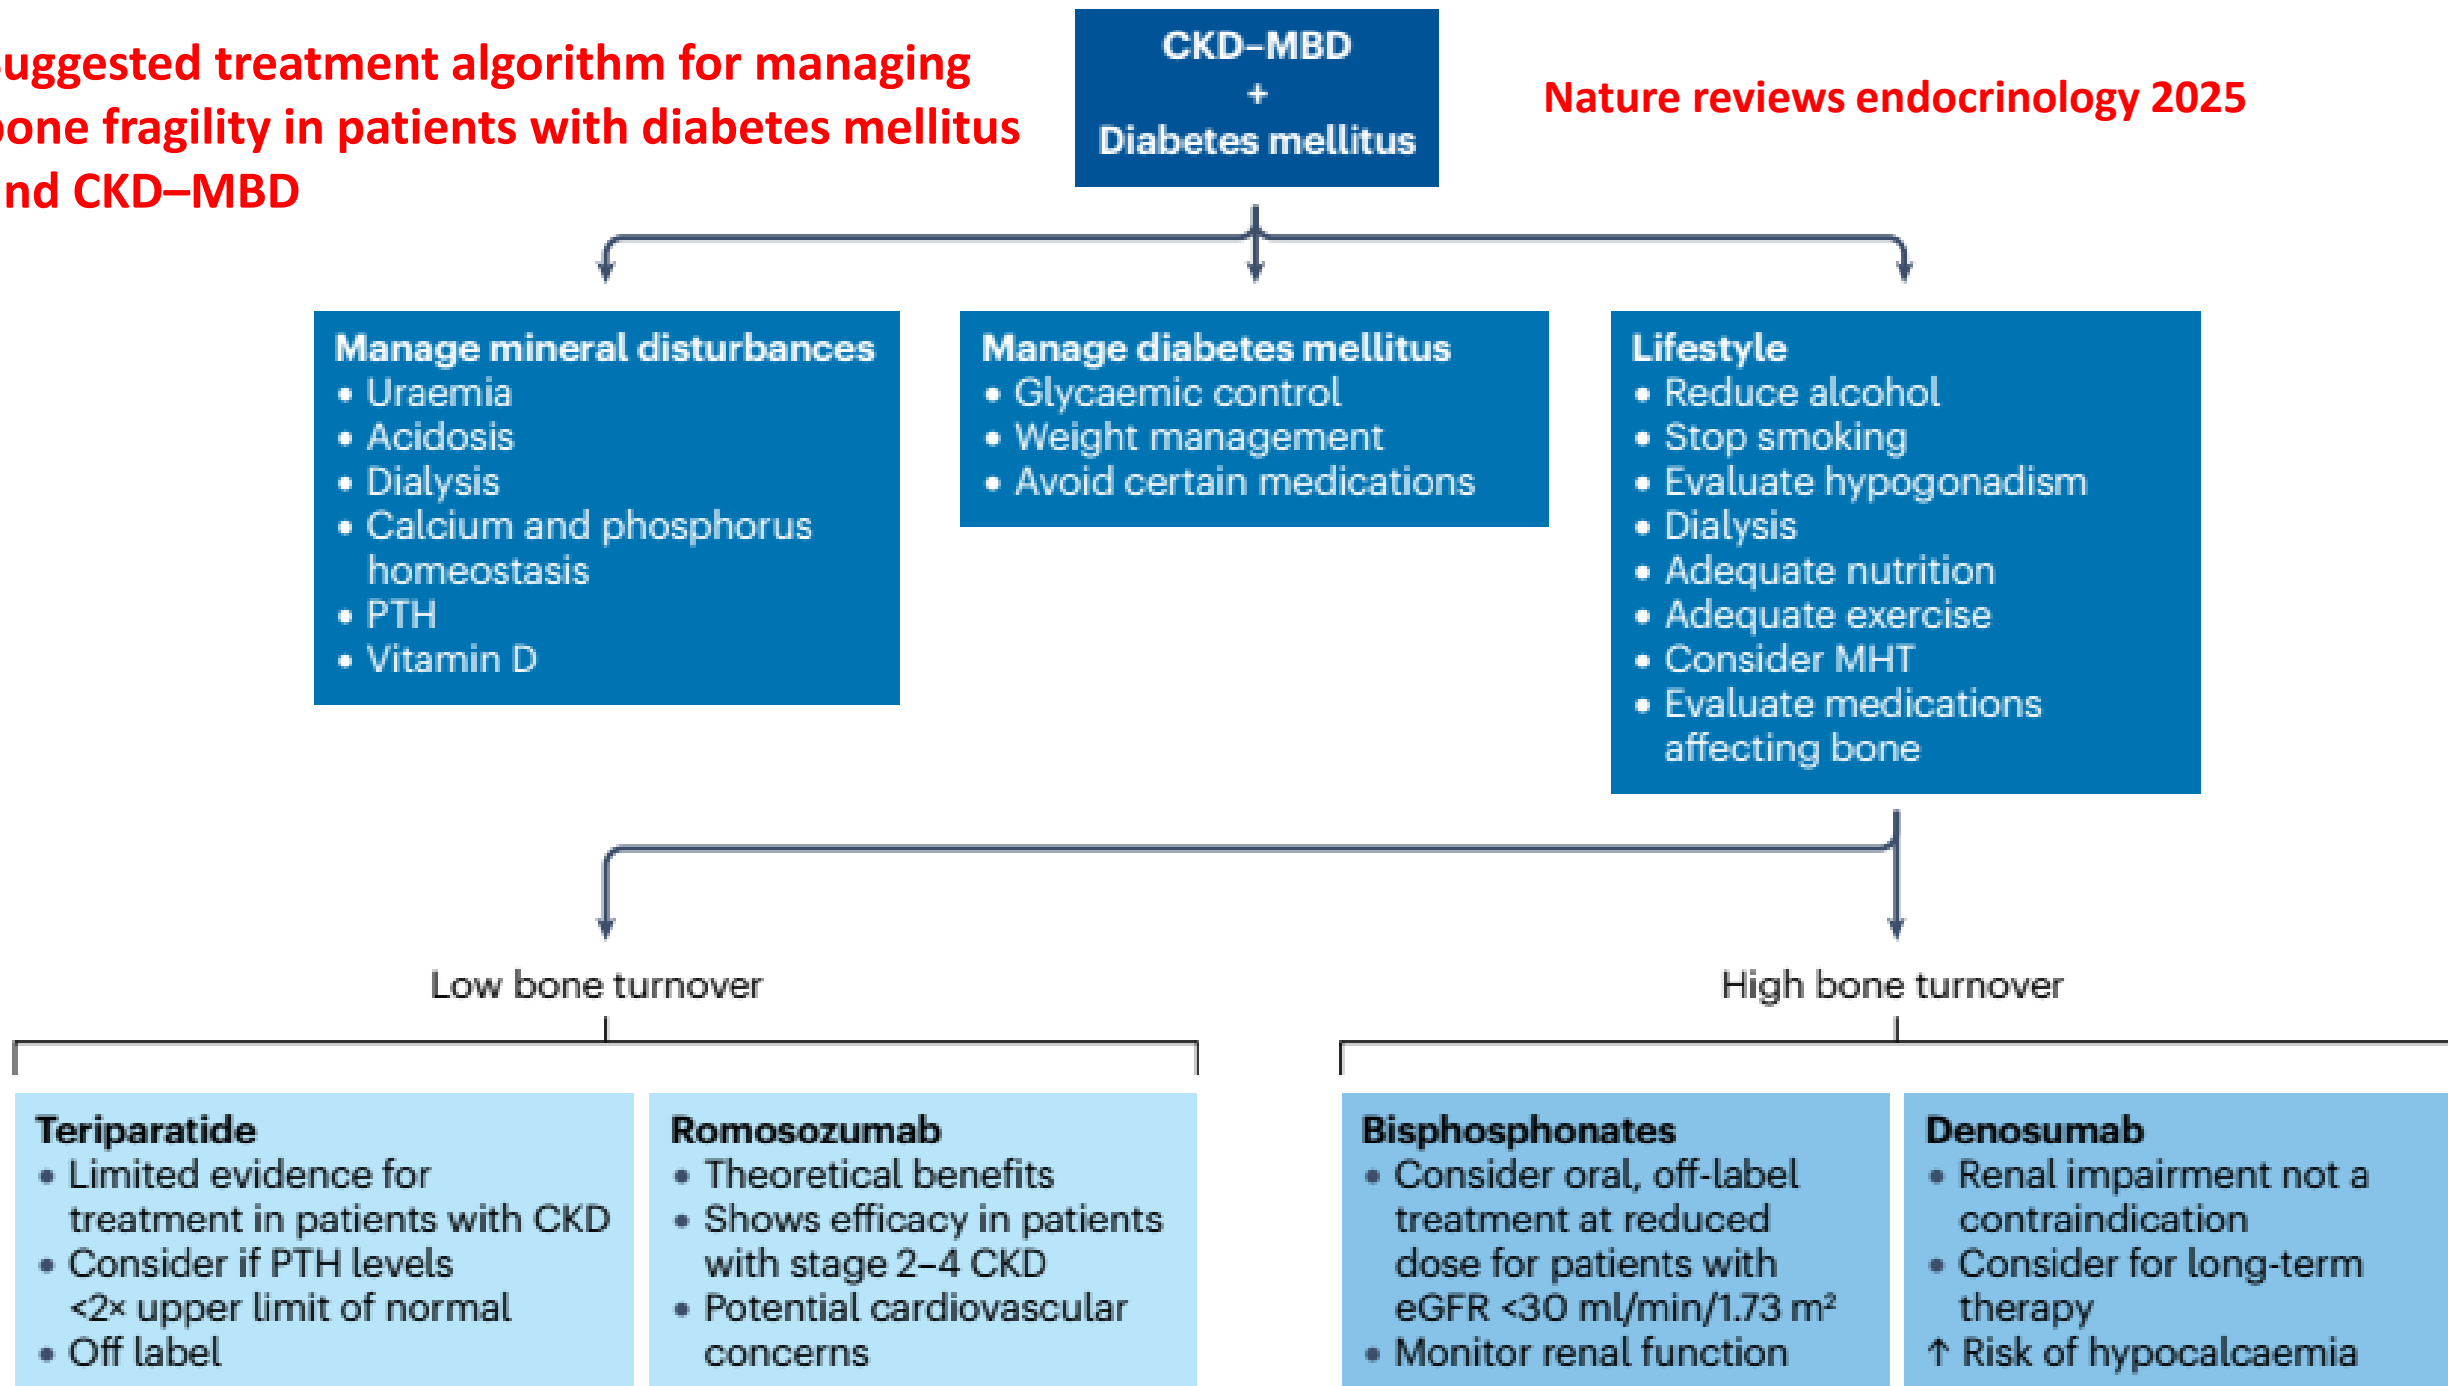 uggested treatment algorithm for managing
bone fragility in patients with diabetes mellitus
nd CKD–MBD
CKD–MBD
+
Diabetes mellitus
Nature reviews endocrinology 2025
Manage mineral disturbances
• Uraemia
• Acidosis
• Dialysis
• Calcium and phosphorus
homeostasis
• PTH
• Vitamin D
Manage diabetes mellitus
• Glycaemic control
• Weight management
• Avoid certain medications
Lifestyle
• Reduce alcohol
• Stop smoking
• Evaluate hypogonadism
• Dialysis
• Adequate nutrition
• Adequate exercise
• Consider MHT
• Evaluate medications
affecting bone
Low bone turnover
High bone turnover
Teriparatide
• Limited evidence for
treatment in patients with CKD
• Consider if PTH levels
<2× upper limit of normal
• Off label
Romosozumab
• Theoretical benefits
• Shows efficacy in patients
with stage 2–4 CKD
• Potential cardiovascular
concerns
Bisphosphonates
• Consider oral, off-label
treatment at reduced
dose for patients with
eGFR <30 ml/min/1.73 m²
• Monitor renal function
Denosumab
• Renal impairment not a
contraindication
• Consider for long-term
therapy
↑ Risk of hypocalcaemia